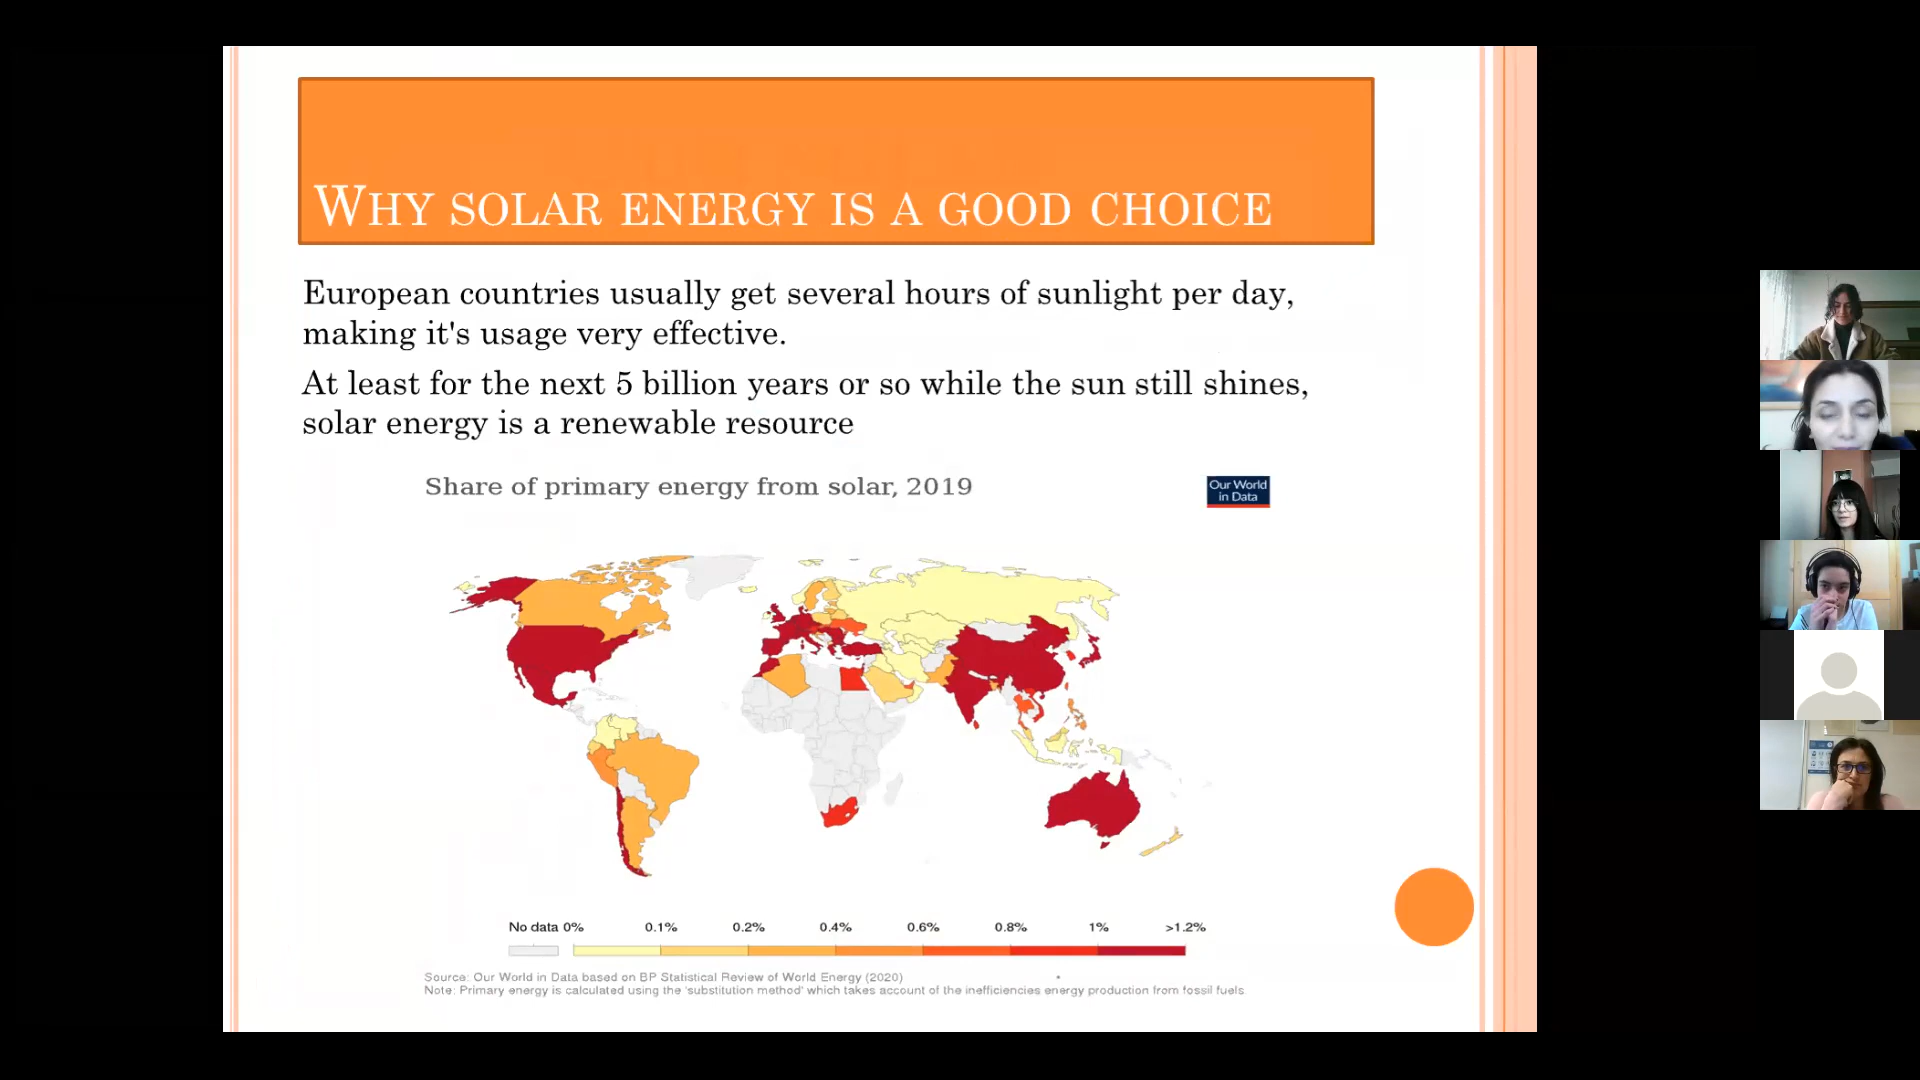 WHY SOLAR ENERGY IS A GOOD CHOICE
European countries usually get several hours of sunlight per day,
making it's usage very effective.
At least for the next 5 billion years or so while the sun still shines,
solar energy is a renewable resource
Share of primary energy from solar, 2019
Our World
in Data
No data 0% 0.1% 0.2% 0.4% 0.6% 0.8% 1% >1.2%
Source: Our World in Data based on BP Statistical Review of World Energy (2020)
Note: Primary energy is calculated using the 'substitution method' which takes account of the inefficiencies energy production from fossil fuels